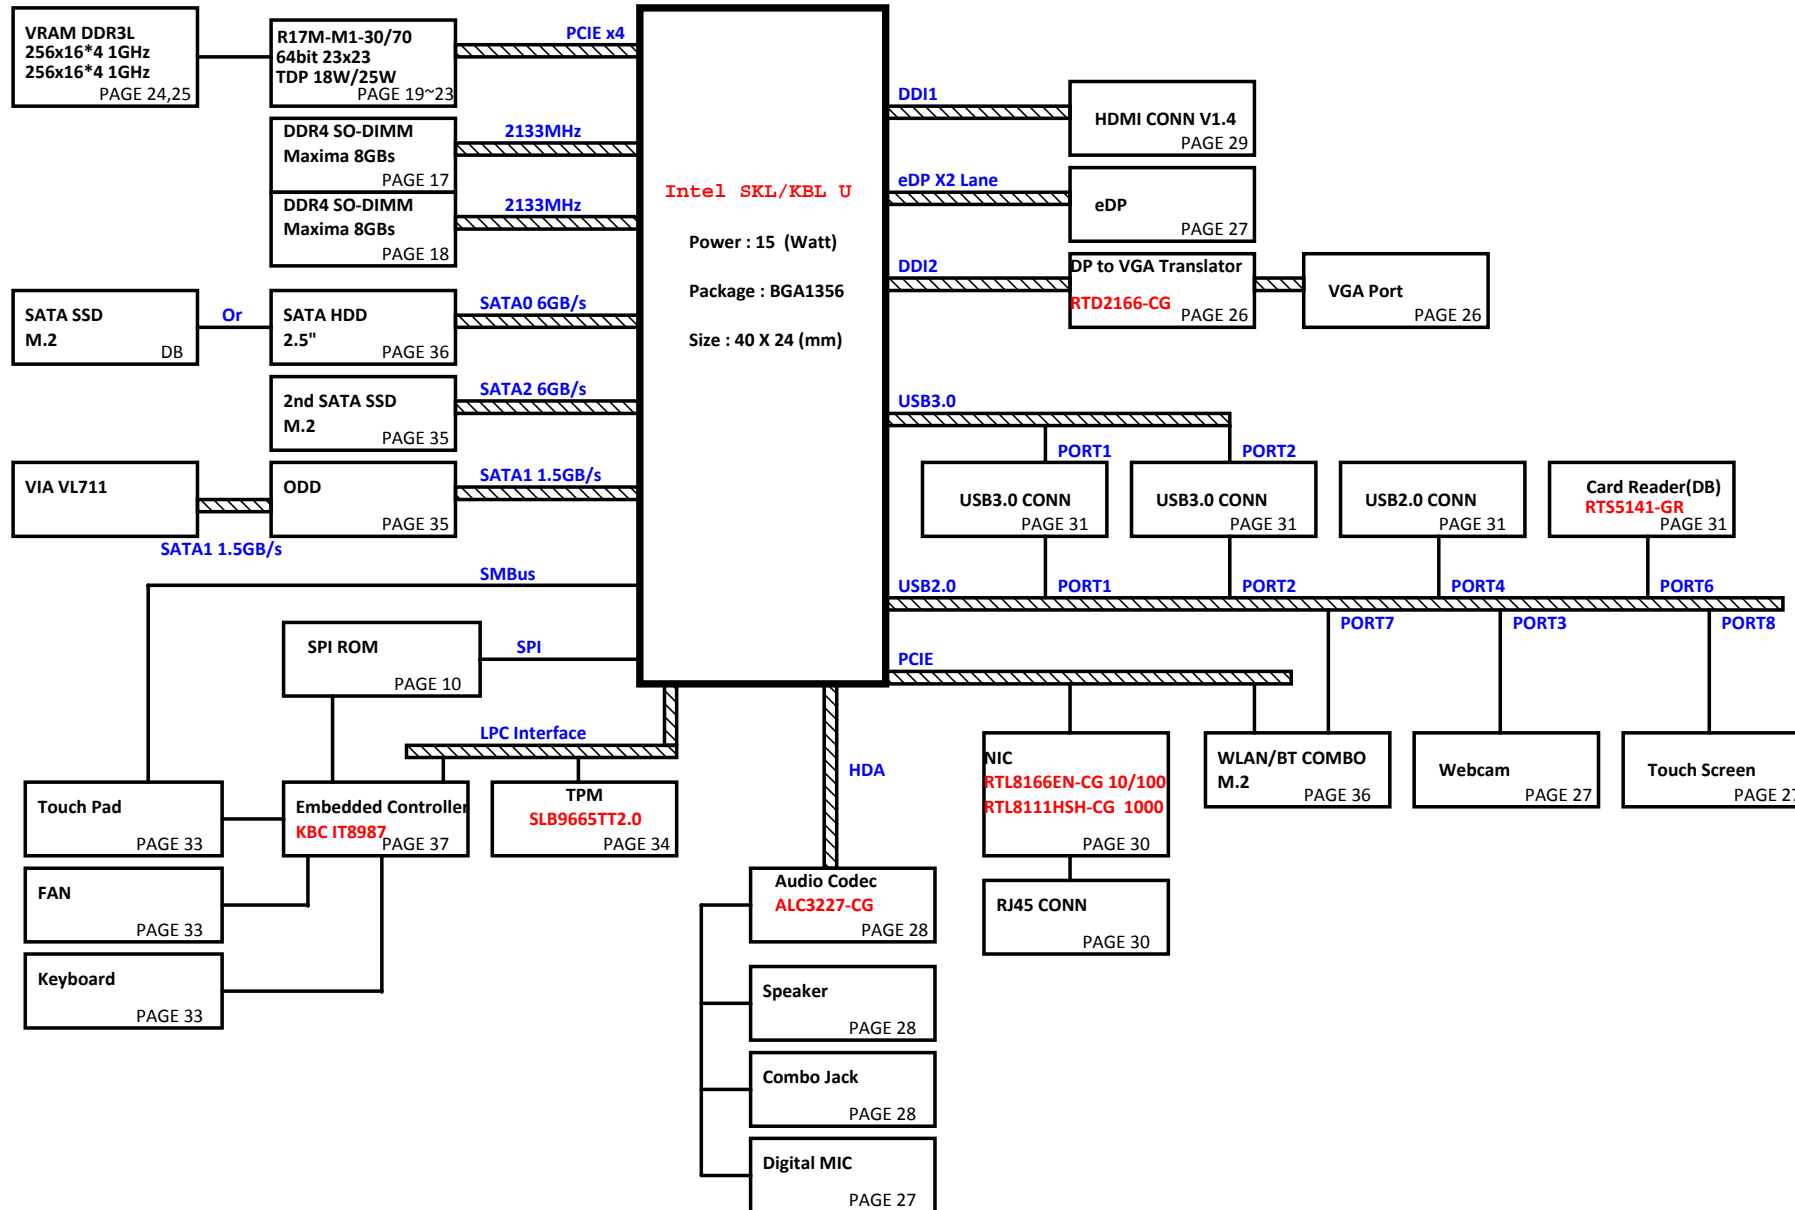 VRAM DDR3L
256x16*4 1GHz
256x16*4 1GHz
PAGE 24,25
R17M-M1-30/70
64bit 23x23
TDP 18W/25W
PAGE 19~23
PCIE x4
DDR4 SO-DIMM
Maxima 8GBs
PAGE 17
2133MHz
DDR4 SO-DIMM
Maxima 8GBs
PAGE 18
2133MHz
SATA SSD
M.2
DB
Or
SATA HDD
2.5"
PAGE 36
SATA0 6GB/s
2nd SATA SSD
M.2
PAGE 35
SATA2 6GB/s
VIA VL711
ODD
PAGE 35
SATA1 1.5GB/s
SATA1 1.5GB/s
SMBus
SPI ROM
PAGE 10
SPI
LPC Interface
Touch Pad
PAGE 33
Embedded Controller
KBC IT8987
PAGE 37
TPM
SLB9665TT2.0
PAGE 34
FAN
PAGE 33
Keyboard
PAGE 33
Intel SKL/KBL U
Power : 15 (Watt)
Package : BGA1356
Size : 40 X 24 (mm)
DDI1
HDMI CONN V1.4
PAGE 29
eDP X2 Lane
eDP
PAGE 27
DDI2
DP to VGA Translator
RTD2166-CG
PAGE 26
VGA Port
PAGE 26
USB3.0
PORT1
PORT2
USB3.0 CONN
PAGE 31
USB3.0 CONN
PAGE 31
USB2.0 CONN
PAGE 31
Card Reader(DB)
RTS5141-GR
PAGE 31
USB2.0
PORT1
PORT2
PORT4
PORT6
PORT7
PORT3
PORT8
PCIE
NIC
RTL8166EN-CG 10/100
RTL8111HSH-CG 1000
PAGE 30
WLAN/BT COMBO
M.2
PAGE 36
Webcam
PAGE 27
Touch Screen
PAGE 27
RJ45 CONN
PAGE 30
HDA
Audio Codec
ALC3227-CG
PAGE 28
Speaker
PAGE 28
Combo Jack
PAGE 28
Digital MIC
PAGE 27